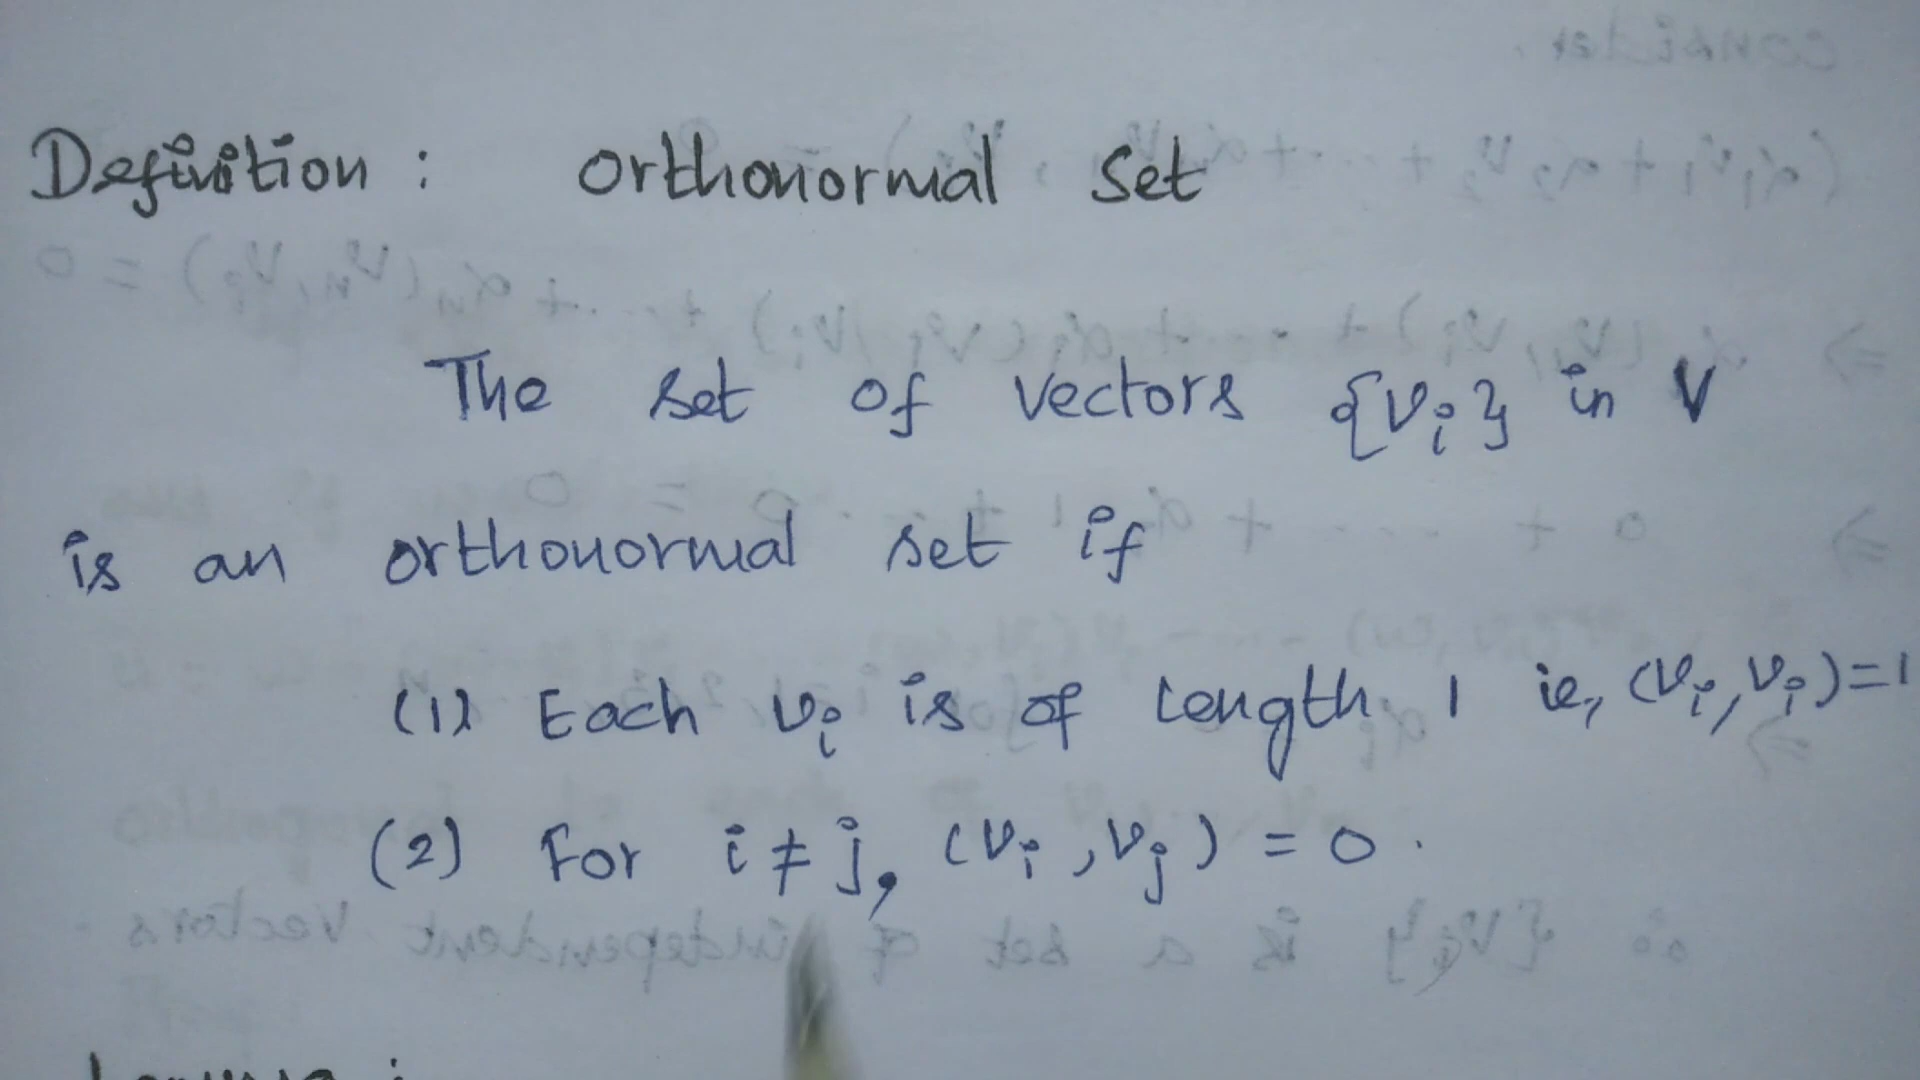 Definition : Orthonormal Set
The set of vectors {vᵢ} in V
is an orthonormal set if
(1) Each vᵢ is of length 1 ie, (vᵢ, vᵢ) = 1
(2) For i ≠ j, (vᵢ, vⱼ) = 0.